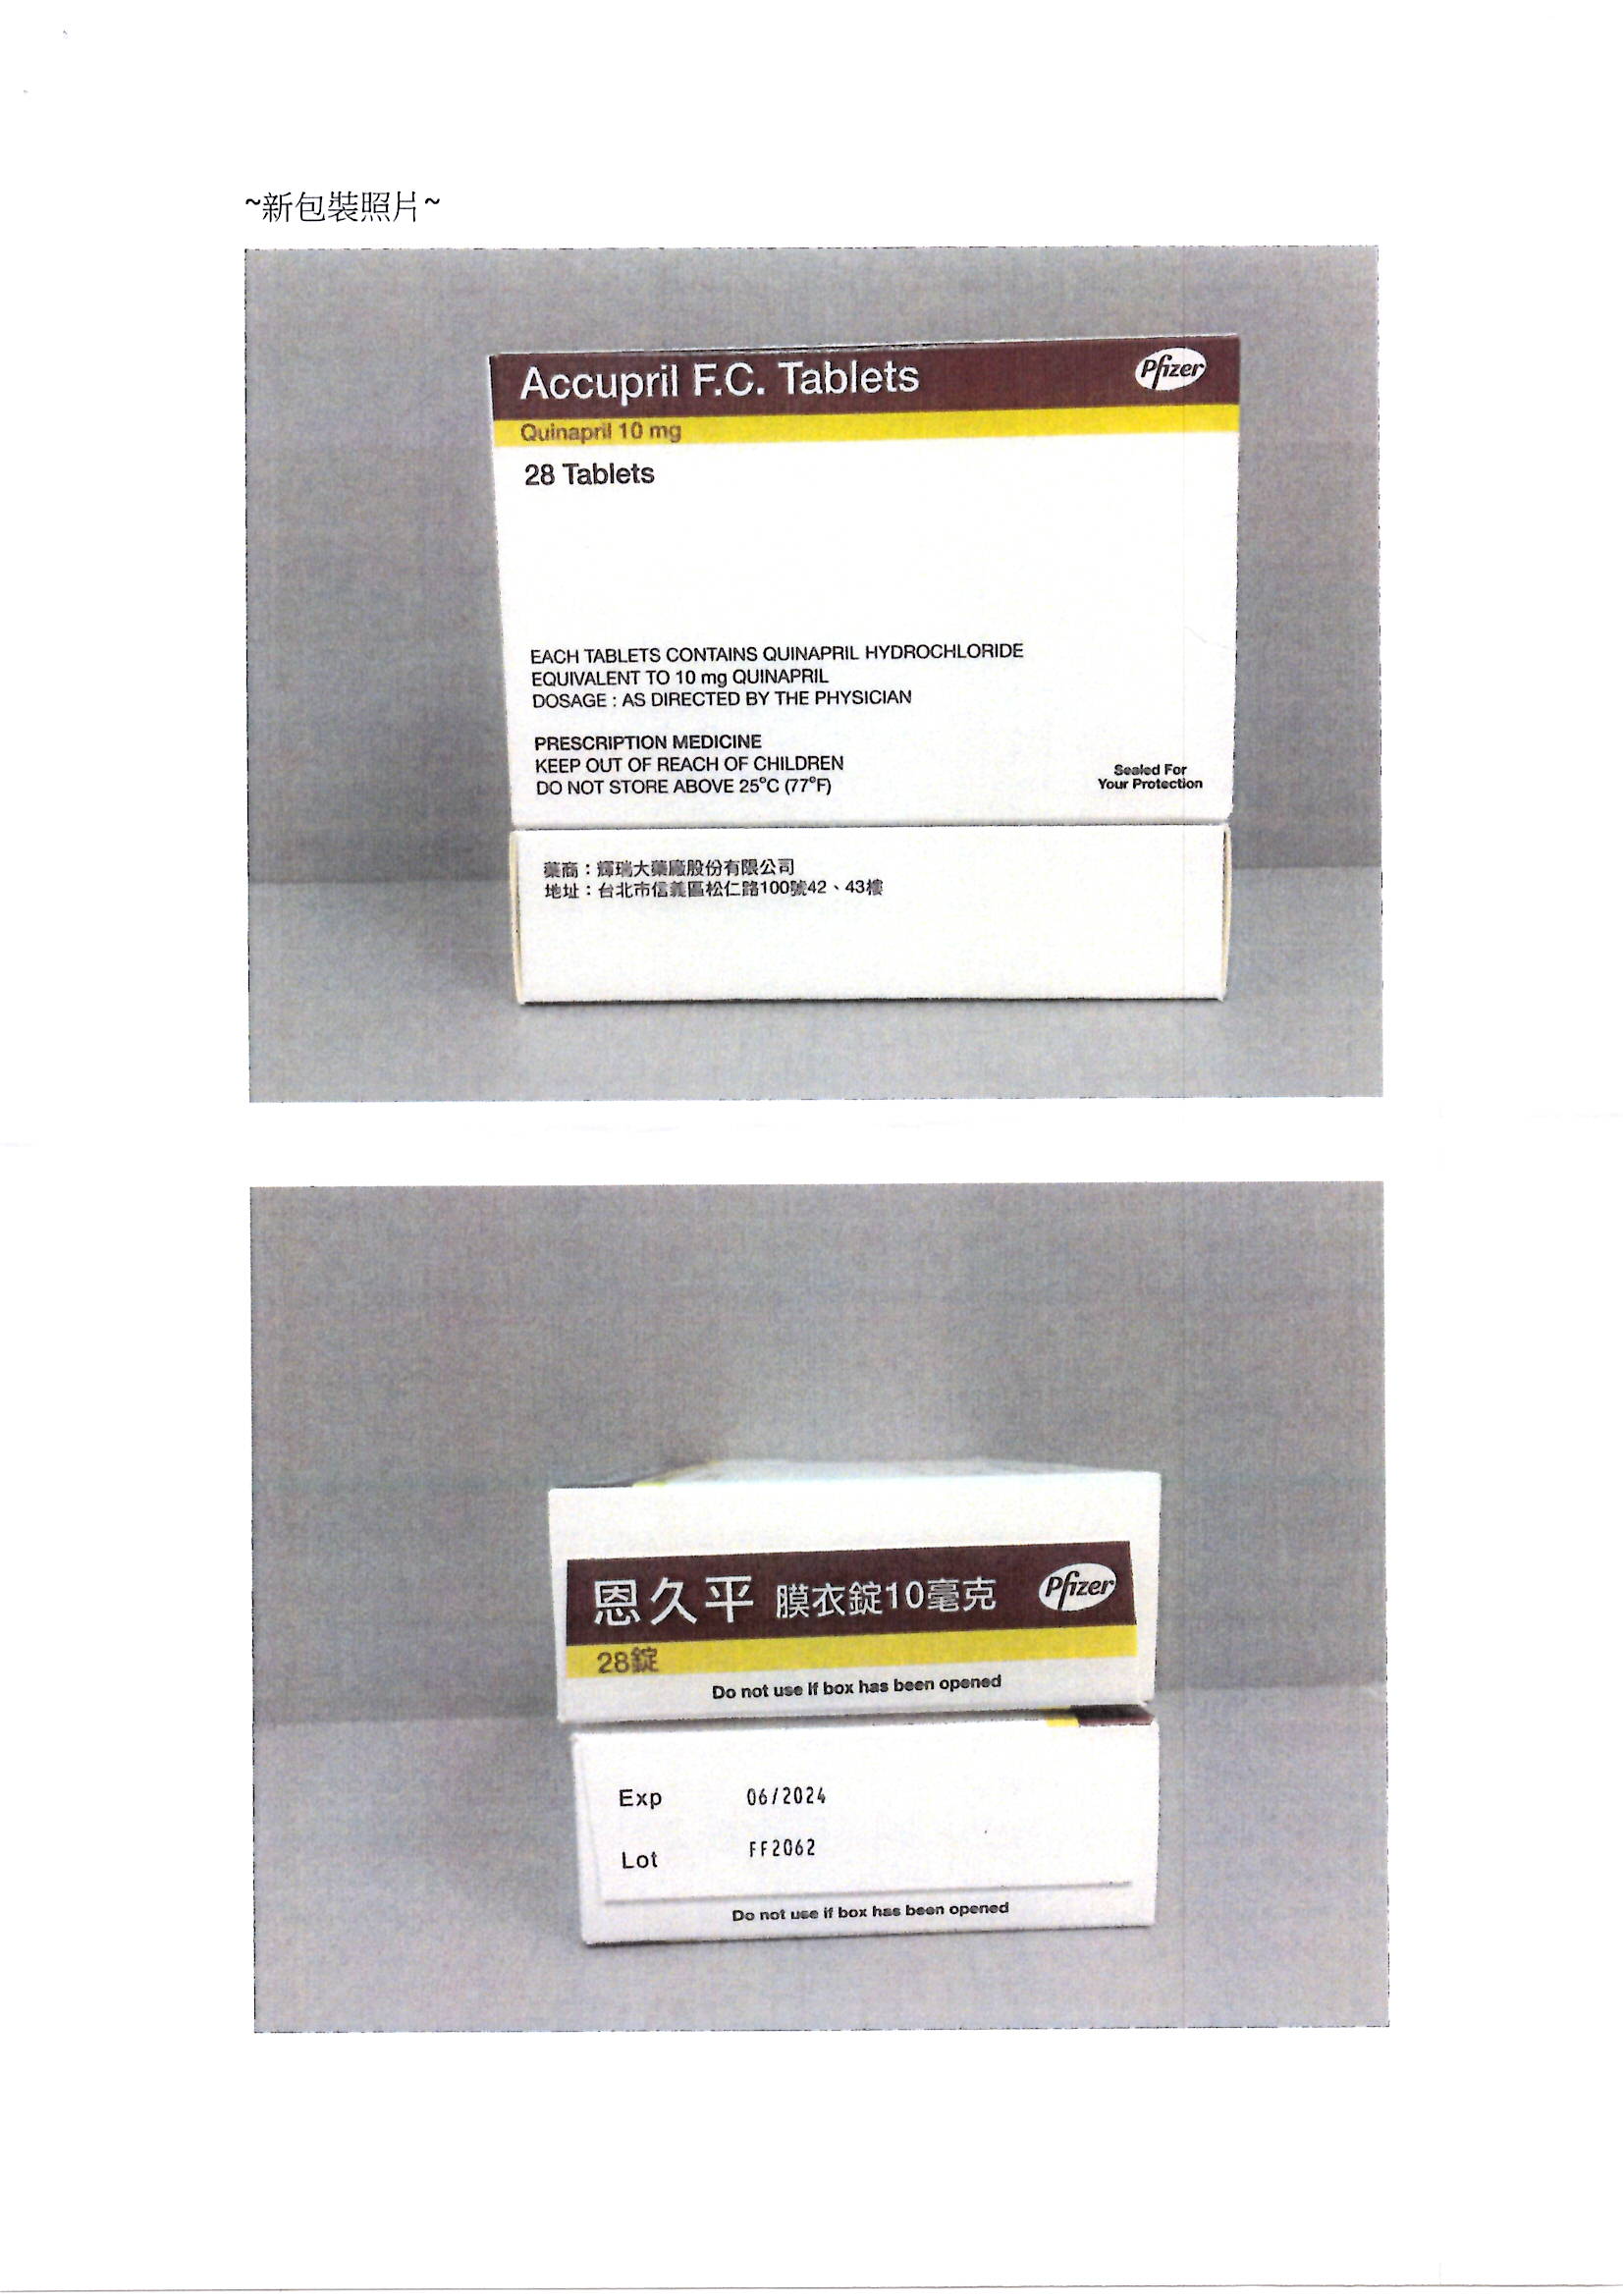 ~新包裝照片~
Accupril F.C. Tablets
Pfizer
Quinapril 10 mg
28 Tablets
EACH TABLETS CONTAINS QUINAPRIL HYDROCHLORIDE
EQUIVALENT TO 10 mg QUINAPRIL
DOSAGE : AS DIRECTED BY THE PHYSICIAN
PRESCRIPTION MEDICINE
KEEP OUT OF REACH OF CHILDREN
DO NOT STORE ABOVE 25°C (77°F)
Sealed For
Your Protection
藥商：輝瑞大藥廠股份有限公司
地址：台北市信義區松仁路100號42、43樓
恩久平 膜衣錠10毫克
Pfizer
28錠
Do not use if box has been opened
Exp 06/2024
Lot FF2062
Do not use if box has been opened